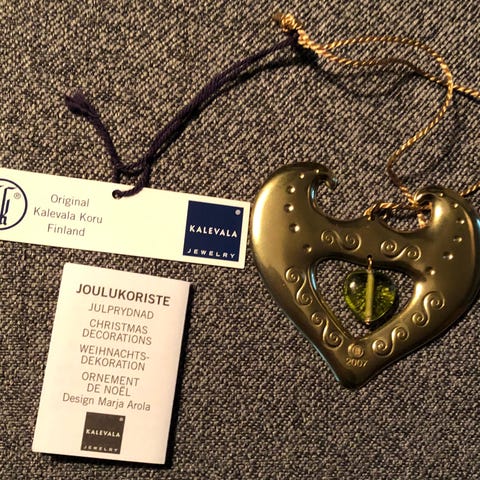 Original
Kalevala Koru
Finland
®
KALEVALA
JEWELRY
JOULUKORISTE
JULPRYDNAD
CHRISTMAS
DECORATIONS
WEIHNACHTS-
DEKORATION
ORNEMENT
DE NOËL
Design Marja Arola
KALEVALA
JEWELRY
2007